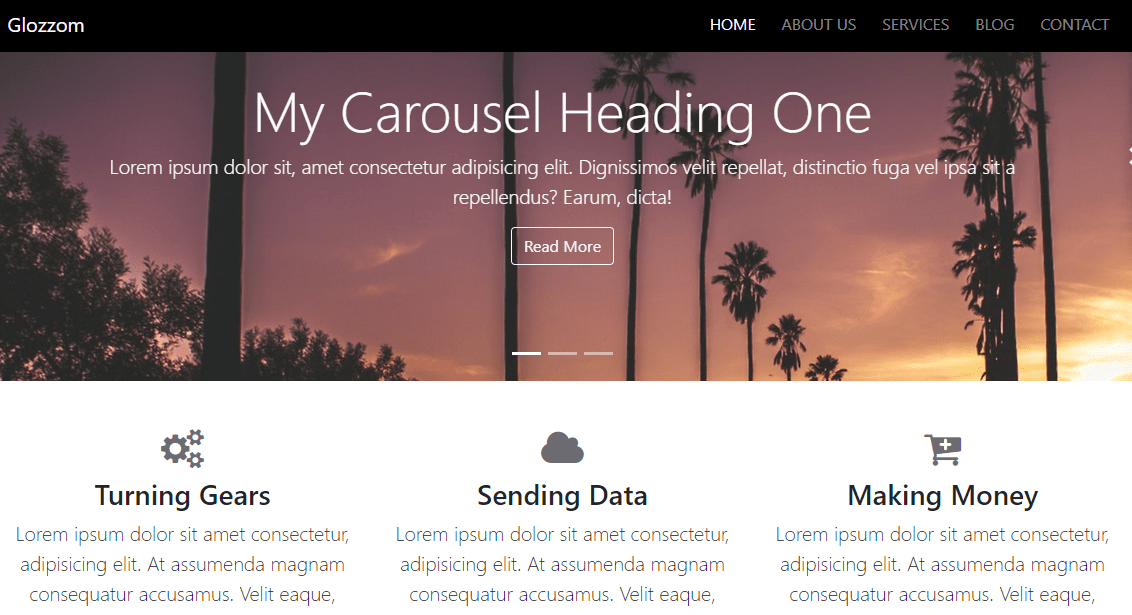 Glozzom
HOME ABOUT US SERVICES BLOG CONTACT
My Carousel Heading One
Lorem ipsum dolor sit, amet consectetur adipisicing elit. Dignissimos velit repellat, distinctio fuga vel ipsa sit a
repellendus? Earum, dicta!
Read More
Turning Gears
Lorem ipsum dolor sit amet consectetur,
adipisicing elit. At assumenda magnam
consequatur accusamus. Velit eaque,
Sending Data
Lorem ipsum dolor sit amet consectetur,
adipisicing elit. At assumenda magnam
consequatur accusamus. Velit eaque,
Making Money
Lorem ipsum dolor sit amet consectetur,
adipisicing elit. At assumenda magnam
consequatur accusamus. Velit eaque,